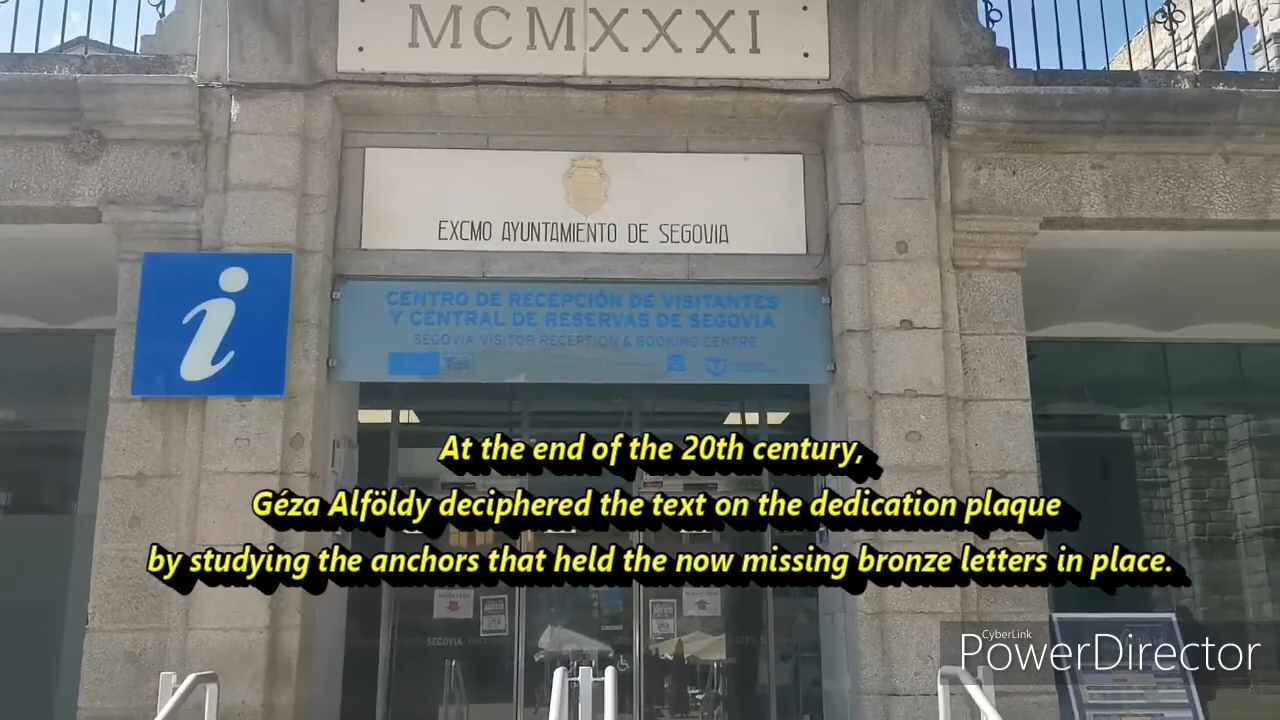 MCMXXXI
EXCMO AYUNTAMIENTO DE SEGOVIA
CENTRO DE RECEPCIÓN DE VISITANTES
Y CENTRAL DE RESERVAS DE SEGOVIA
SEGOVIA VISITOR RECEPTION & BOOKING CENTRE
i
At the end of the 20th century,
Géza Alföldy deciphered the text on the dedication plaque
by studying the anchors that held the now missing bronze letters in place.
CyberLink
PowerDirector